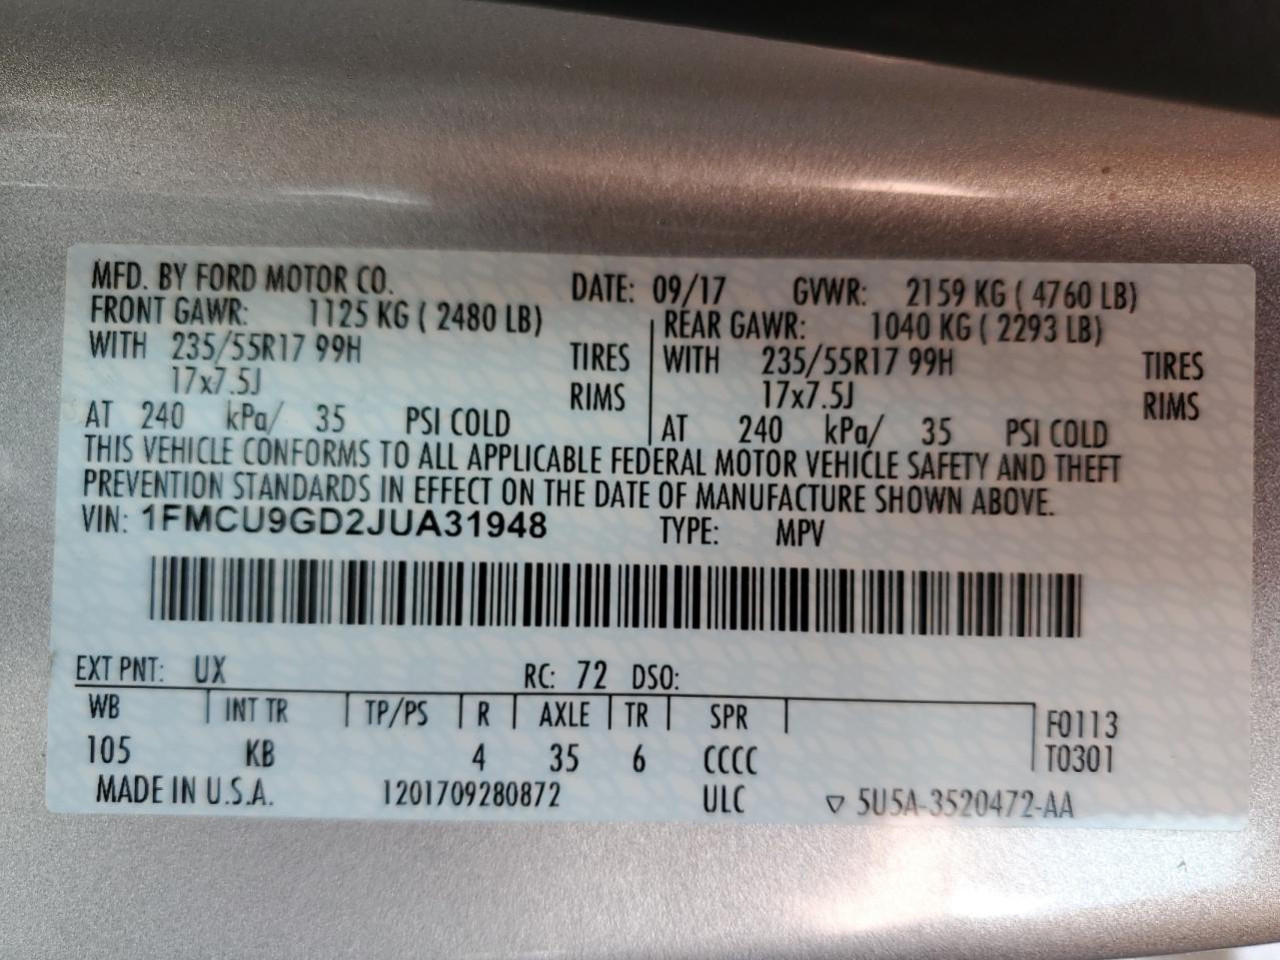 MFD. BY FORD MOTOR CO. DATE: 09/17 GVWR: 2159 KG ( 4760 LB)
FRONT GAWR: 1125 KG ( 2480 LB) REAR GAWR: 1040 KG ( 2293 LB)
WITH 235/55R17 99H TIRES WITH 235/55R17 99H TIRES
17x7.5J RIMS 17x7.5J RIMS
AT 240 kPa/ 35 PSI COLD AT 240 kPa/ 35 PSI COLD
THIS VEHICLE CONFORMS TO ALL APPLICABLE FEDERAL MOTOR VEHICLE SAFETY AND THEFT
PREVENTION STANDARDS IN EFFECT ON THE DATE OF MANUFACTURE SHOWN ABOVE.
VIN: 1FMCU9GD2JUA31948 TYPE: MPV
EXT PNT: UX RC: 72 DSO:
WB INT TR TP/PS R AXLE TR SPR F0113
105 KB 4 35 6 CCCC T0301
MADE IN U.S.A. 1201709280872 ULC ▽ 5U5A-3520472-AA